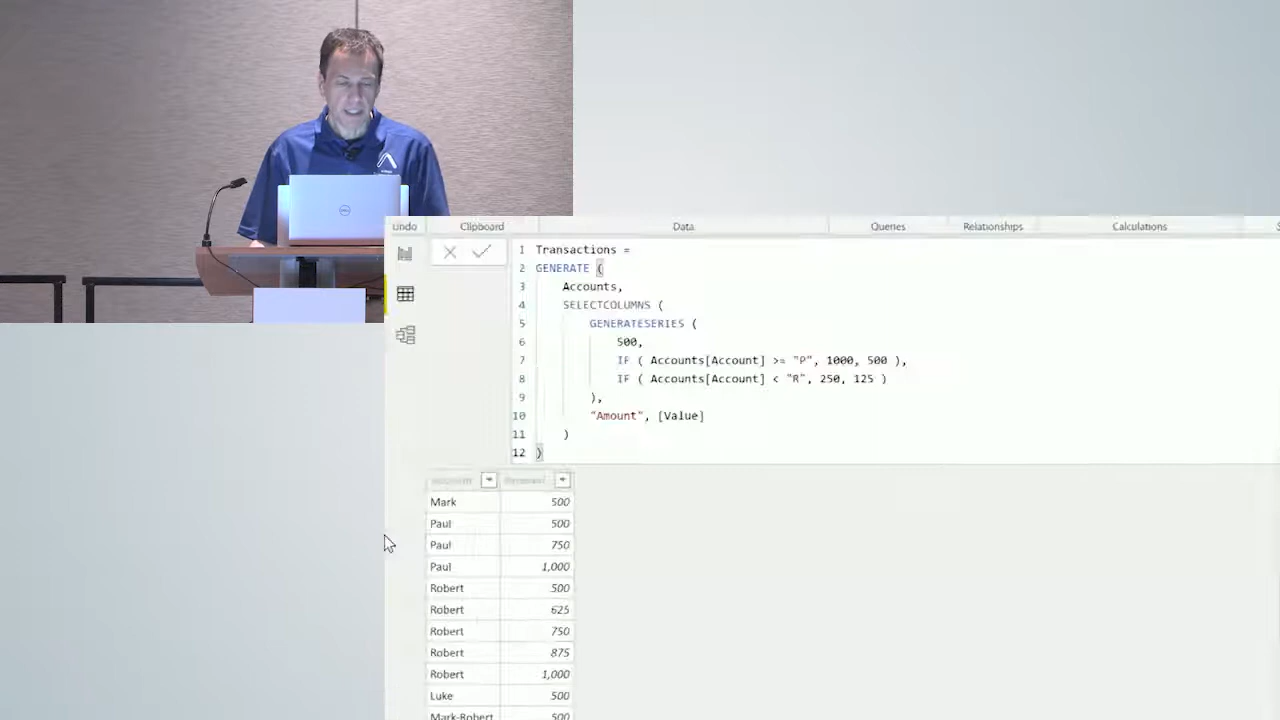 Undo Clipboard Data Queries Relationships Calculations
1 Transactions =
2 GENERATE (
3 Accounts,
4 SELECTCOLUMNS (
5 GENERATESERIES (
6 500,
7 IF ( Accounts[Account] >= "P", 1000, 500 ),
8 IF ( Accounts[Account] < "R", 250, 125 )
9 ),
10 "Amount", [Value]
11 )
12 )
Mark 500
Paul 500
Paul 750
Paul 1,000
Robert 500
Robert 625
Robert 750
Robert 875
Robert 1,000
Luke 500
Mark-Robert 500